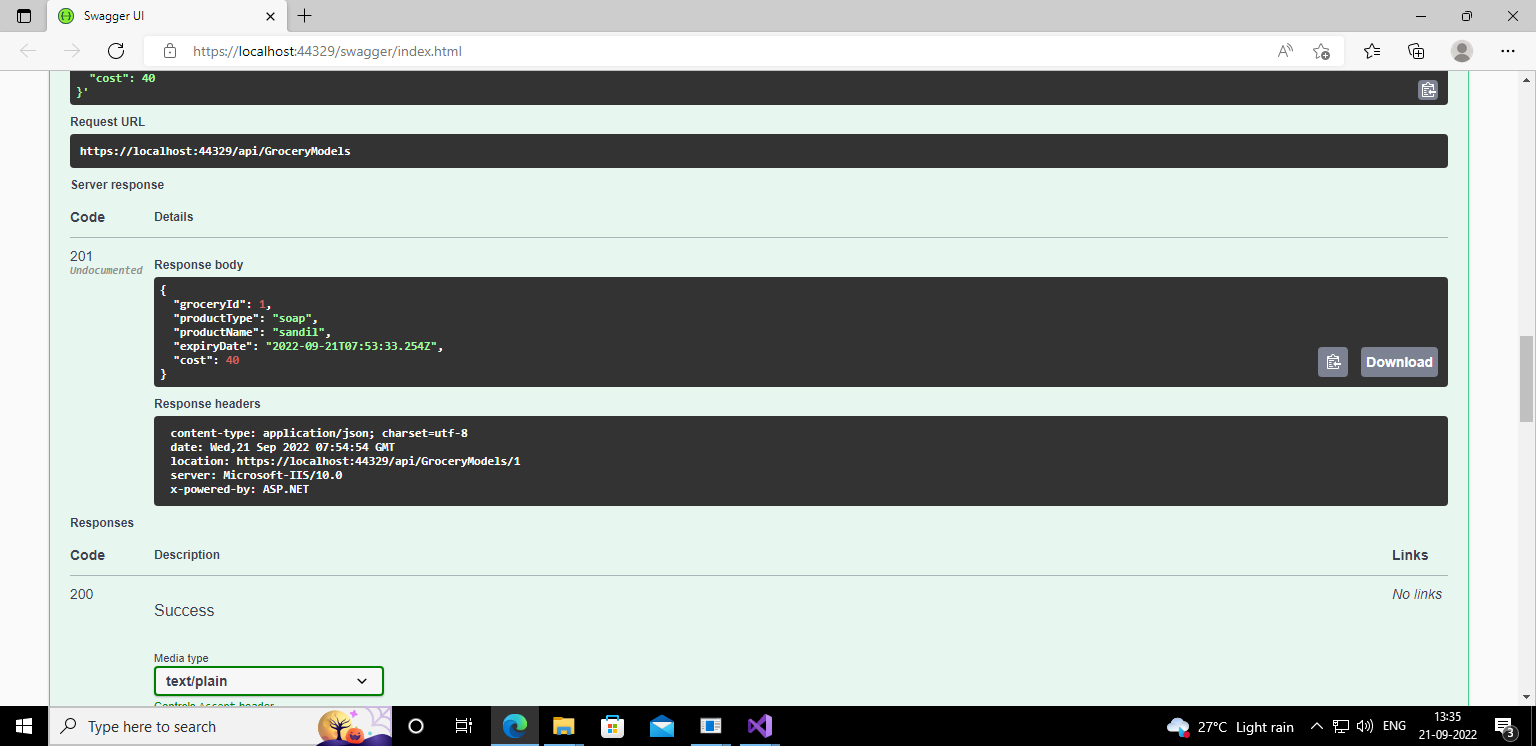 Swagger UI
https://localhost:44329/swagger/index.html
"cost": 40
}'
Request URL
https://localhost:44329/api/GroceryModels
Server response
Code Details
201
Undocumented
Response body
{
"groceryId": 1,
"productType": "soap",
"productName": "sandil",
"expiryDate": "2022-09-21T07:53:33.254Z",
"cost": 40
}
Download
Response headers
content-type: application/json; charset=utf-8
date: Wed,21 Sep 2022 07:54:54 GMT
location: https://localhost:44329/api/GroceryModels/1
server: Microsoft-IIS/10.0
x-powered-by: ASP.NET
Responses
Code Description Links
200 No links
Success
Media type
text/plain
Controls Accept header
Type here to search
27°C Light rain
ENG
13:35
21-09-2022
3